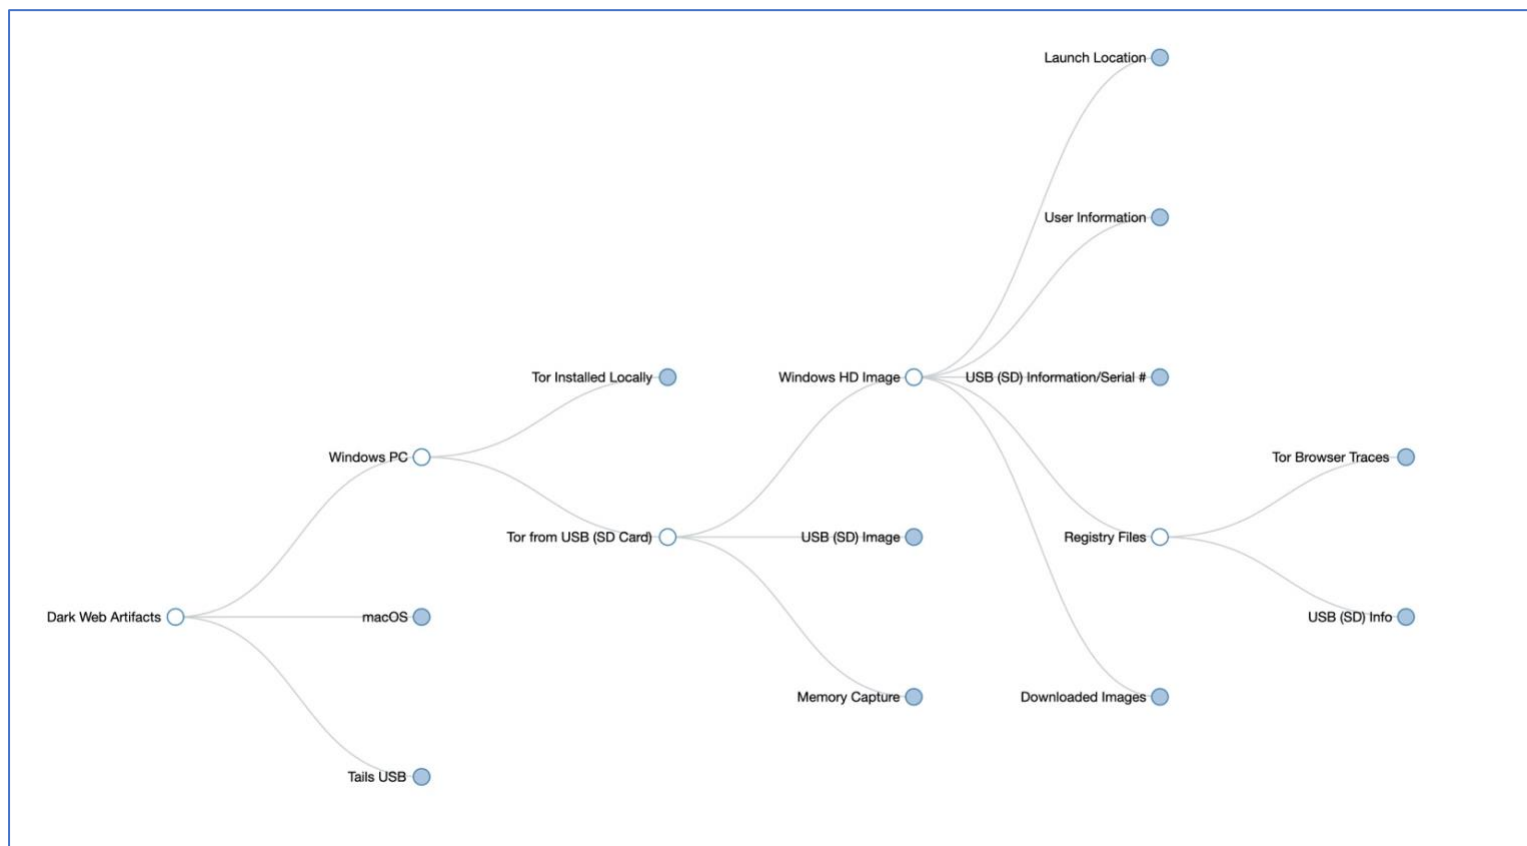 Launch Location
User Information
Tor Installed Locally
Windows HD Image
USB (SD) Information/Serial #
Windows PC
Tor Browser Traces
Tor from USB (SD Card)
USB (SD) Image
Registry Files
Dark Web Artifacts
macOS
USB (SD) Info
Memory Capture
Downloaded Images
Tails USB